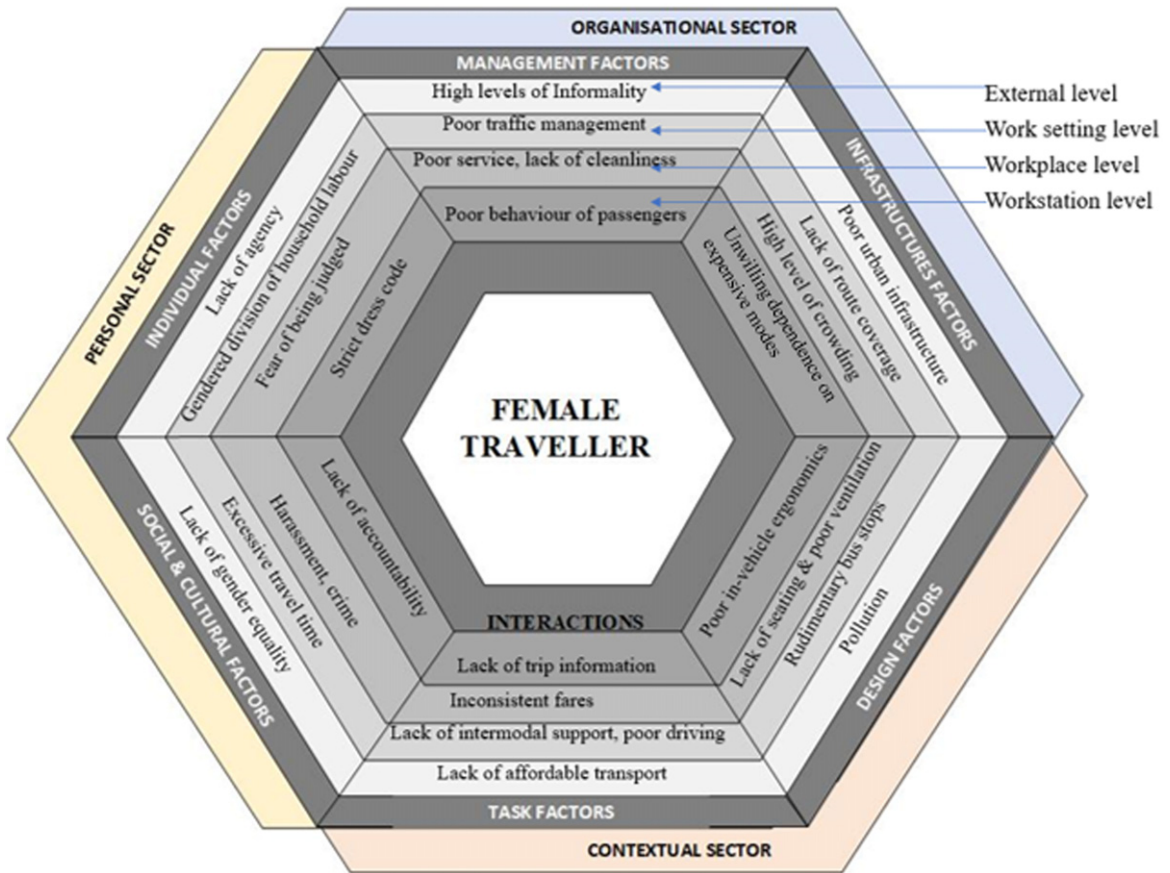 ORGANISATIONAL SECTOR
MANAGEMENT FACTORS
High levels of Informality
Poor traffic management
Poor service, lack of cleanliness
Poor behaviour of passengers
External level
Work setting level
Workplace level
Workstation level
INFRASTRUCTURES FACTORS
Poor urban infrastructure
Lack of route coverage
High level of crowding
Unwilling dependence on
expensive modes
PERSONAL SECTOR
INDIVIDUAL FACTORS
Lack of agency
Gendered division of household labour
Fear of being judged
Strict dress code
FEMALE
TRAVELLER
SOCIAL & CULTURAL FACTORS
Lack of gender equality
Excessive travel time
Harassment, crime
Lack of accountability
Poor in-vehicle ergonomics
Lack of seating & poor ventilation
Rudimentary bus stops
Pollution
DESIGN FACTORS
INTERACTIONS
Lack of trip information
Inconsistent fares
Lack of intermodal support, poor driving
Lack of affordable transport
TASK FACTORS
CONTEXTUAL SECTOR